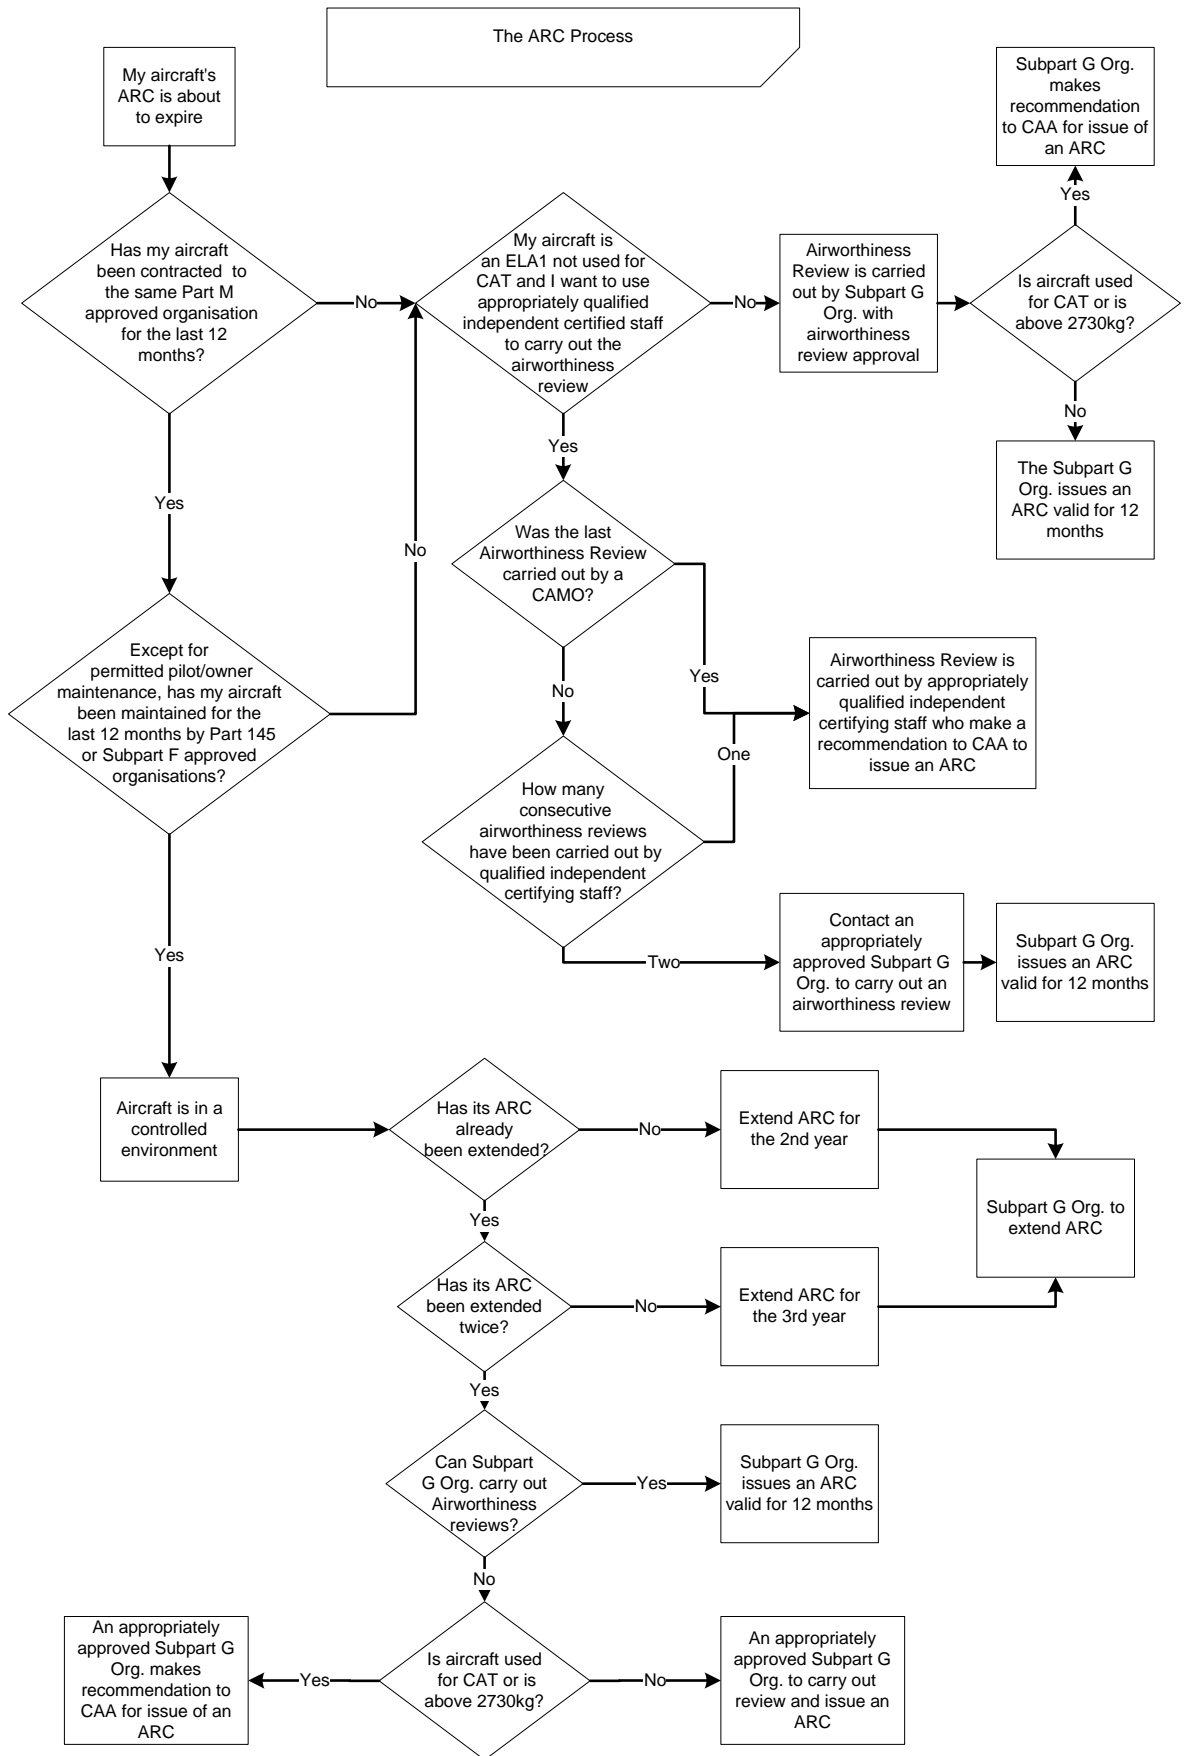 The ARC Process
My aircraft's
ARC is about
to expire
Subpart G Org.
makes
recommendation
to CAA for issue of
an ARC
Yes
Has my aircraft
been contracted to
the same Part M
approved organisation
for the last 12
months?
No
My aircraft is
an ELA1 not used for
CAT and I want to use
appropriately qualified
independent certified staff
to carry out the
airworthiness
review
No
Airworthiness
Review is carried
out by Subpart G
Org. with
airworthiness
review approval
Is aircraft used
for CAT or is
above 2730kg?
No
The Subpart G
Org. issues an
ARC valid for 12
months
Yes
Yes
No
Was the last
Airworthiness Review
carried out by a
CAMO?
Yes
No
Except for
permitted pilot/owner
maintenance, has my aircraft
been maintained for the
last 12 months by Part 145
or Subpart F approved
organisations?
Airworthiness Review is
carried out by appropriately
qualified independent
certifying staff who make a
recommendation to CAA to
issue an ARC
One
How many
consecutive
airworthiness reviews
have been carried out by
qualified independent
certifying staff?
Two
Contact an
appropriately
approved Subpart G
Org. to carry out an
airworthiness review
Subpart G Org.
issues an ARC
valid for 12 months
Yes
Aircraft is in a
controlled
environment
Has its ARC
already
been extended?
No
Extend ARC for
the 2nd year
Subpart G Org. to
extend ARC
Yes
Has its ARC
been extended
twice?
No
Extend ARC for
the 3rd year
Yes
Can Subpart
G Org. carry out
Airworthiness
reviews?
Yes
Subpart G Org.
issues an ARC
valid for 12 months
No
An appropriately
approved Subpart G
Org. makes
recommendation to
CAA for issue of an
ARC
Yes
Is aircraft used
for CAT or is
above 2730kg?
No
An appropriately
approved Subpart G
Org. to carry out
review and issue an
ARC